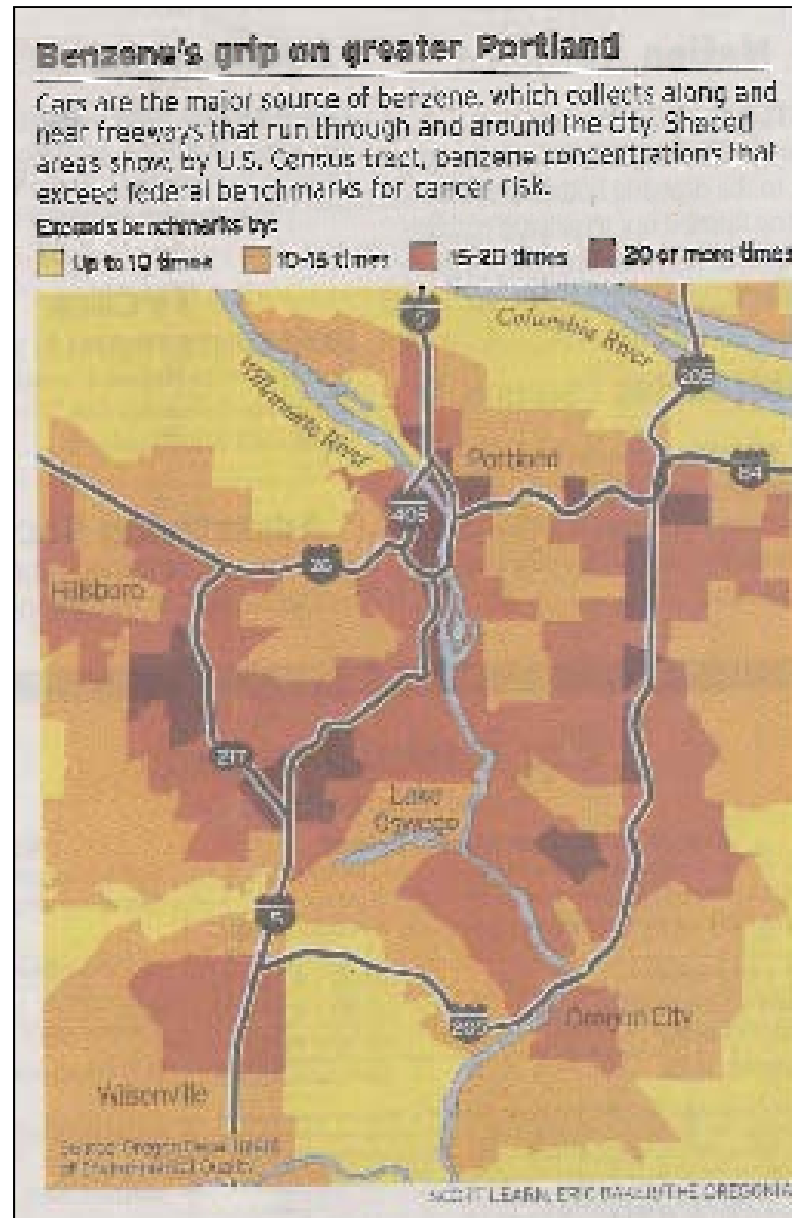 Benzene's grip on greater Portland
Cars are the major source of benzene, which collects along and
near freeways that run through and around the city. Shaded
areas show, by U.S. Census tract, benzene concentrations that
exceed federal benchmarks for cancer risk.
Exceeds benchmarks by:
Up to 10 times 10-15 times 15-20 times 20 or more times
5
Columbia River
205
Willamette River
Portland
84
405
26
Hillsboro
217
Lake
Oswego
5
205
Oregon City
Wilsonville
Source: Oregon Department
of Environmental Quality
SCOTT LEARN, ERIC BAKER/THE OREGONIA